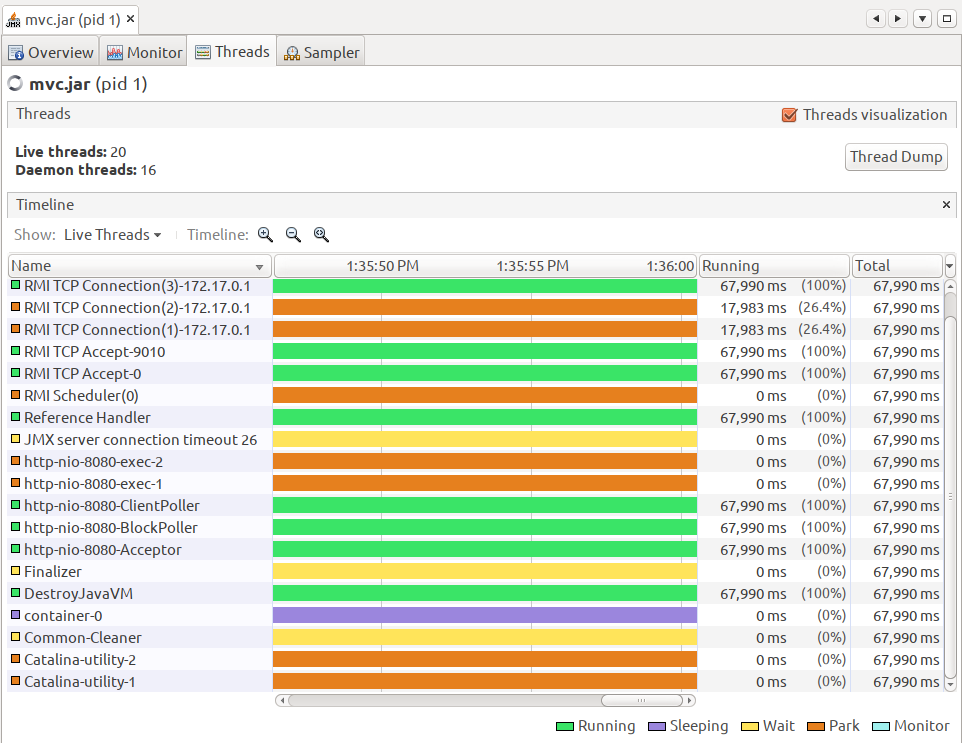 mvc.jar (pid 1)
Overview Monitor Threads Sampler
mvc.jar (pid 1)
Threads Threads visualization
Live threads: 20
Daemon threads: 16
Thread Dump
Timeline
Show: Live Threads Timeline:
Name 1:35:50 PM 1:35:55 PM 1:36:00 Running Total
RMI TCP Connection(3)-172.17.0.1 67,990 ms (100%) 67,990 ms
RMI TCP Connection(2)-172.17.0.1 17,983 ms (26.4%) 67,990 ms
RMI TCP Connection(1)-172.17.0.1 17,983 ms (26.4%) 67,990 ms
RMI TCP Accept-9010 67,990 ms (100%) 67,990 ms
RMI TCP Accept-0 67,990 ms (100%) 67,990 ms
RMI Scheduler(0) 0 ms (0%) 67,990 ms
Reference Handler 67,990 ms (100%) 67,990 ms
JMX server connection timeout 26 0 ms (0%) 67,990 ms
http-nio-8080-exec-2 0 ms (0%) 67,990 ms
http-nio-8080-exec-1 0 ms (0%) 67,990 ms
http-nio-8080-ClientPoller 67,990 ms (100%) 67,990 ms
http-nio-8080-BlockPoller 67,990 ms (100%) 67,990 ms
http-nio-8080-Acceptor 67,990 ms (100%) 67,990 ms
Finalizer 0 ms (0%) 67,990 ms
DestroyJavaVM 67,990 ms (100%) 67,990 ms
container-0 0 ms (0%) 67,990 ms
Common-Cleaner 0 ms (0%) 67,990 ms
Catalina-utility-2 0 ms (0%) 67,990 ms
Catalina-utility-1 0 ms (0%) 67,990 ms
Running Sleeping Wait Park Monitor